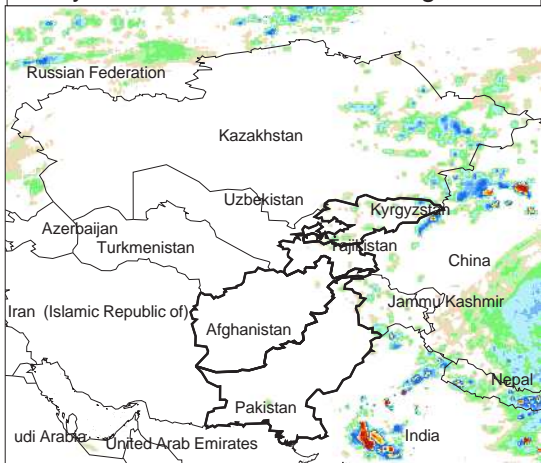 Russian Federation
Kazakhstan
Uzbekistan
Kyrgyzstan
Azerbaijan
Turkmenistan
Tajikistan
China
Iran (Islamic Republic of)
Jammu Kashmir
Afghanistan
Nepal
Pakistan
udi Arabia
United Arab Emirates
India